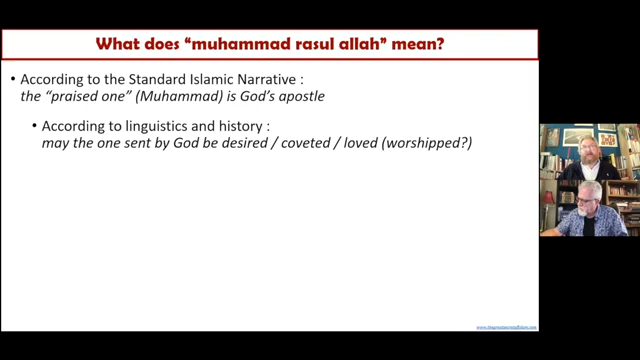 What does “muhammad rasul allah” mean?
• According to the Standard Islamic Narrative :
the “praised one” (Muhammad) is God’s apostle
• According to linguistics and history :
may the one sent by God be desired / coveted / loved (worshipped?)